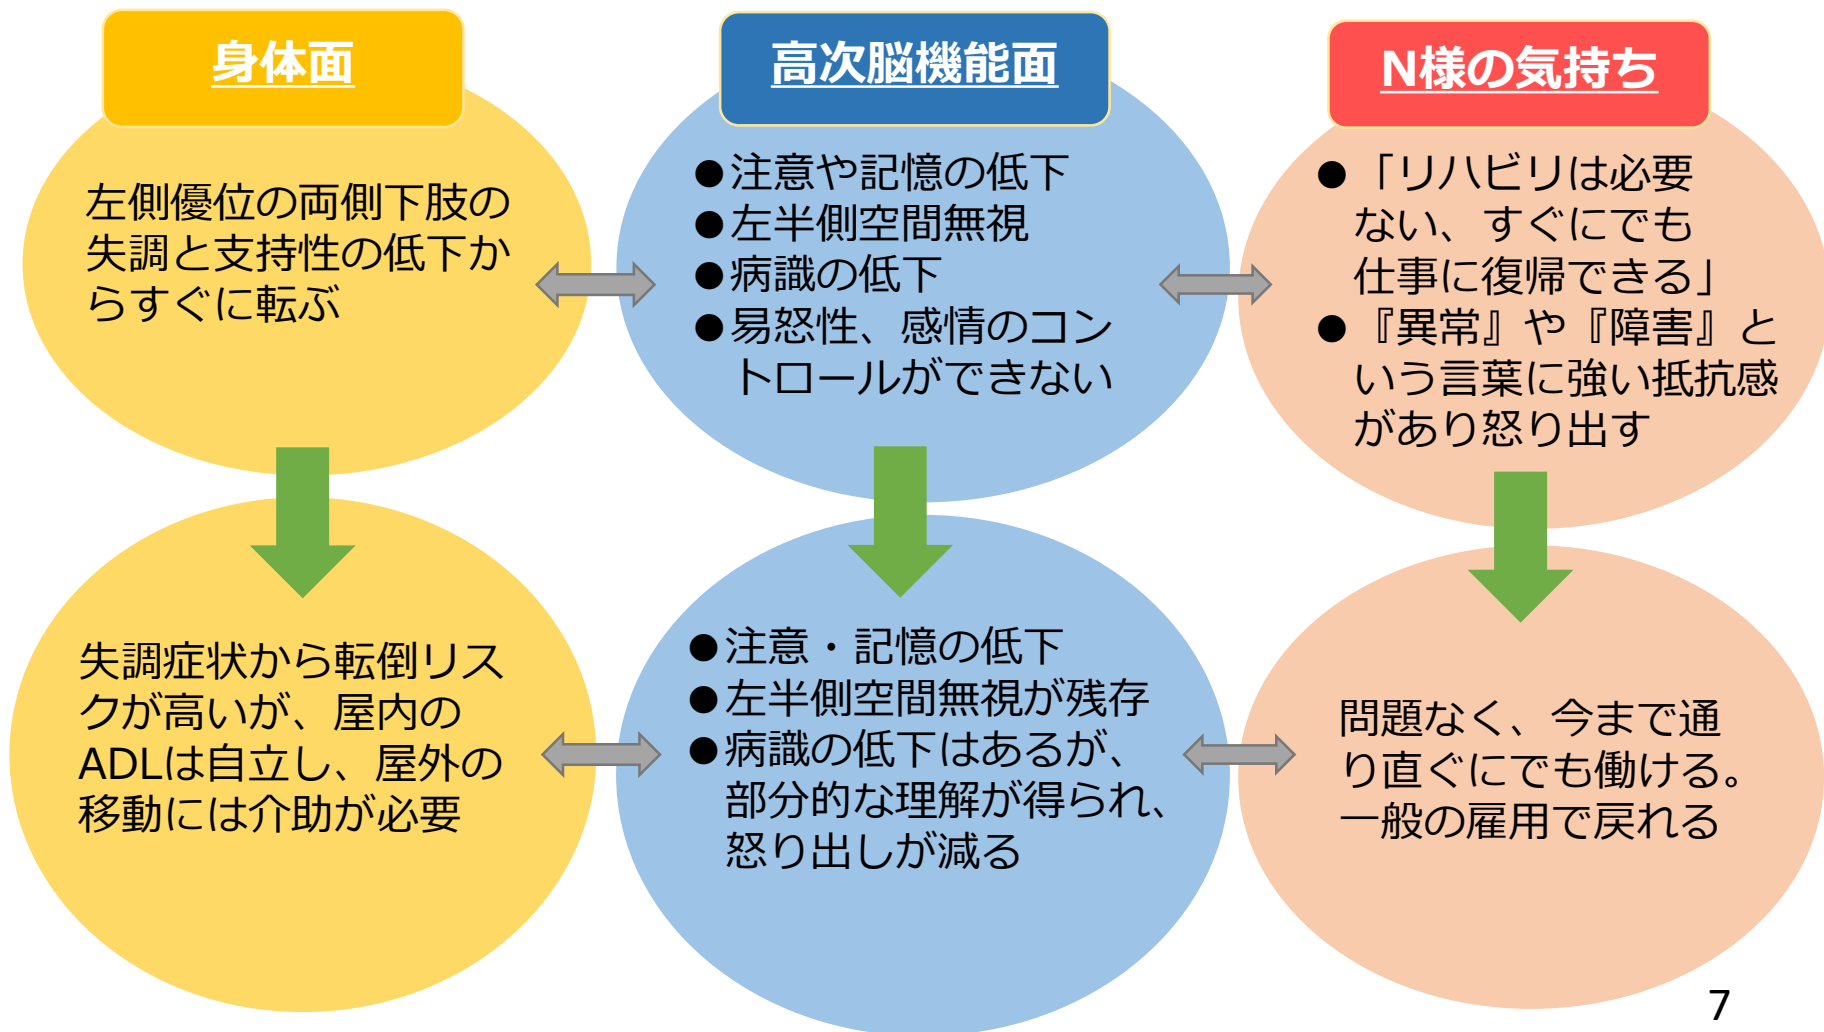 身体面
左側優位の両側下肢の
失調と支持性の低下か
らすぐに転ぶ
失調症状から転倒リス
クが高いが、屋内の
ADLは自立し、屋外の
移動には介助が必要
高次脳機能面
●注意や記憶の低下
●左半側空間無視
●病識の低下
●易怒性、感情のコン
トロールができない
●注意・記憶の低下
●左半側空間無視が残存
●病識の低下はあるが、
部分的な理解が得られ、
怒り出しが減る
N様の気持ち
●「リハビリは必要
ない、すぐにでも
仕事に復帰できる」
●『異常』や『障害』と
いう言葉に強い抵抗感
があり怒り出す
問題なく、今まで通
り直ぐにでも働ける。
一般の雇用で戻れる
7